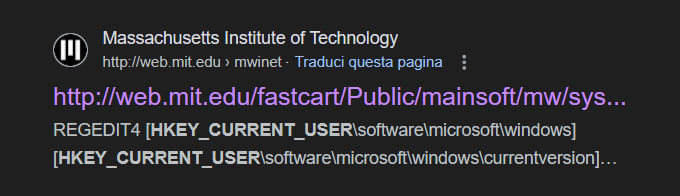 Massachusetts Institute of Technology
http://web.mit.edu › mwinet · Traduci questa pagina
http://web.mit.edu/fastcart/Public/mainsoft/mw/sys...
REGEDIT4 [HKEY_CURRENT_USER\software\microsoft\windows]
[HKEY_CURRENT_USER\software\microsoft\windows\currentversion]...